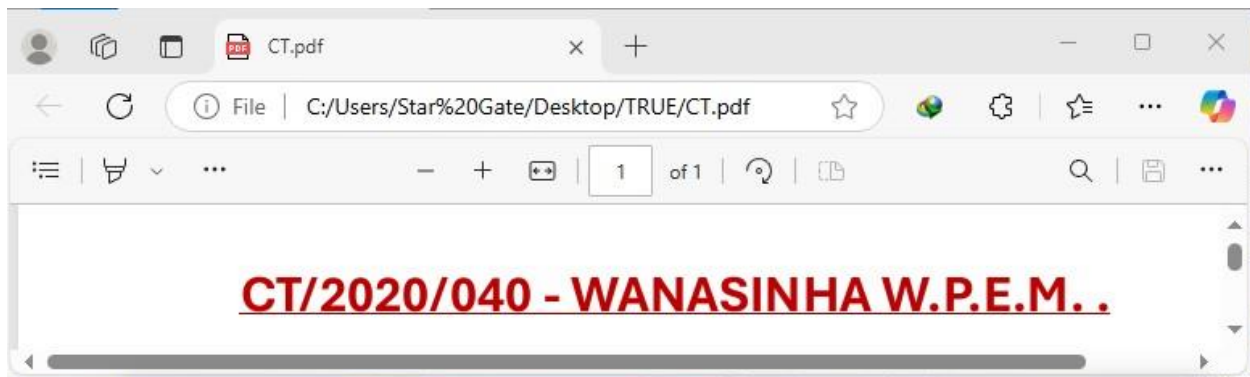 CT.pdf
File | C:/Users/Star%20Gate/Desktop/TRUE/CT.pdf
1 of 1
CT/2020/040 - WANASINHA W.P.E.M. .